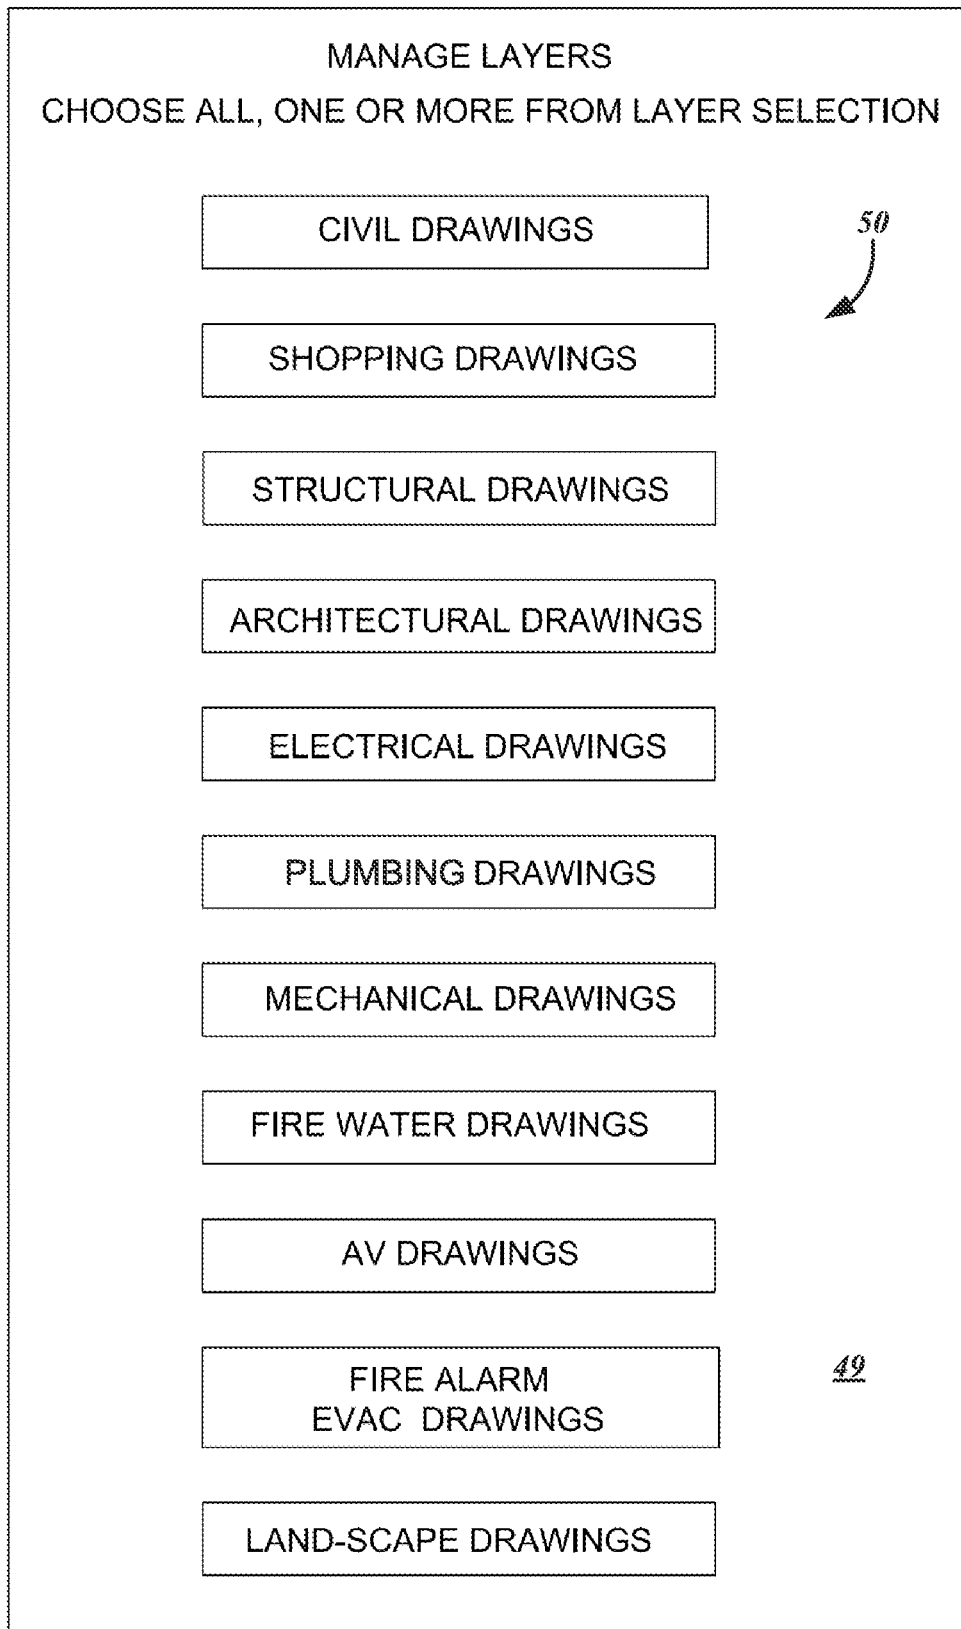 MANAGE LAYERS
CHOOSE ALL, ONE OR MORE FROM LAYER SELECTION
CIVIL DRAWINGS
50
SHOPPING DRAWINGS
STRUCTURAL DRAWINGS
ARCHITECTURAL DRAWINGS
ELECTRICAL DRAWINGS
PLUMBING DRAWINGS
MECHANICAL DRAWINGS
FIRE WATER DRAWINGS
AV DRAWINGS
FIRE ALARM
EVAC DRAWINGS
49
LAND-SCAPE DRAWINGS